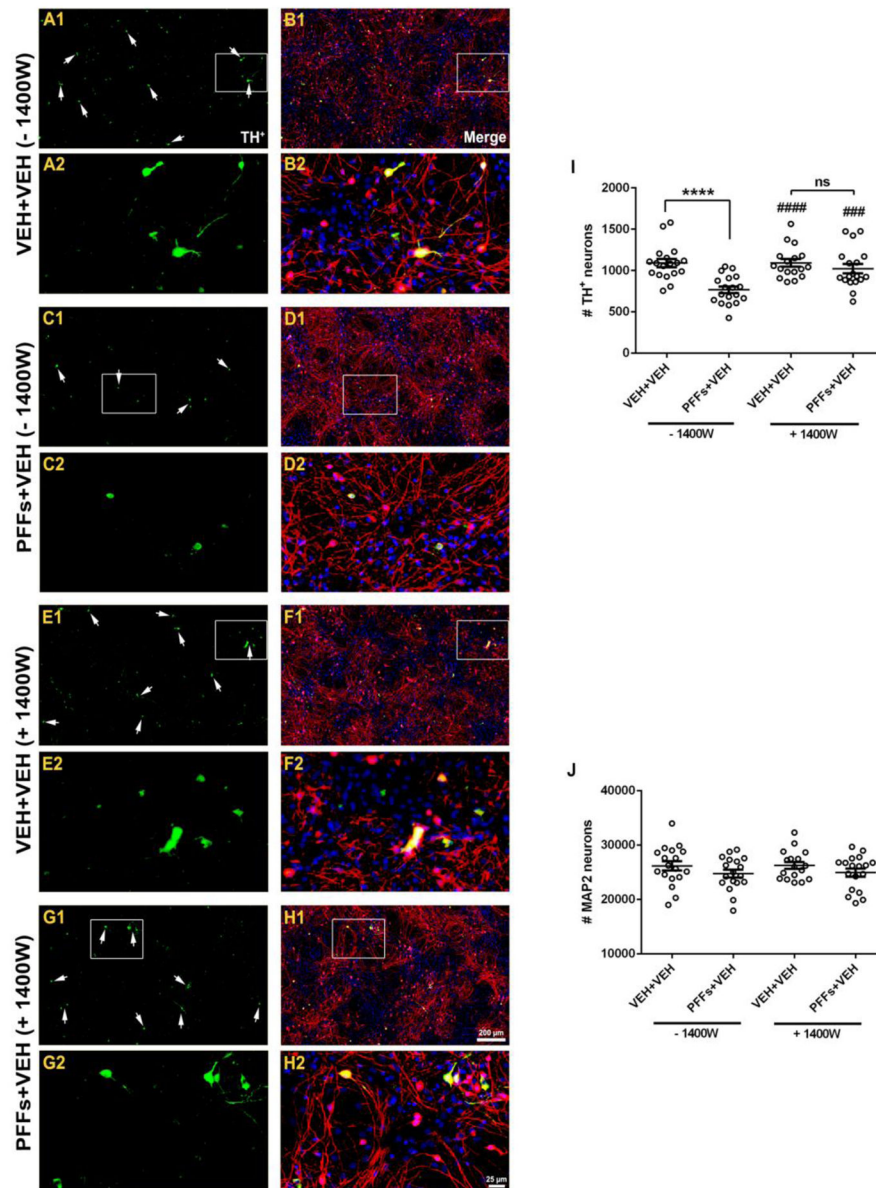 VEH+VEH (- 1400W)
A1
TH⁺
B1
Merge
A2
B2
PFFs+VEH (- 1400W)
C1
D1
C2
D2
VEH+VEH (+ 1400W)
E1
F1
E2
F2
PFFs+VEH (+ 1400W)
G1
H1
200 µm
G2
H2
25 µm
I
# TH⁺ neurons
2000
1500
1000
500
0
****
ns
####
###
VEH+VEH
PFFs+VEH
VEH+VEH
PFFs+VEH
- 1400W
+ 1400W
J
# MAP2 neurons
40000
30000
20000
10000
VEH+VEH
PFFs+VEH
VEH+VEH
PFFs+VEH
- 1400W
+ 1400W